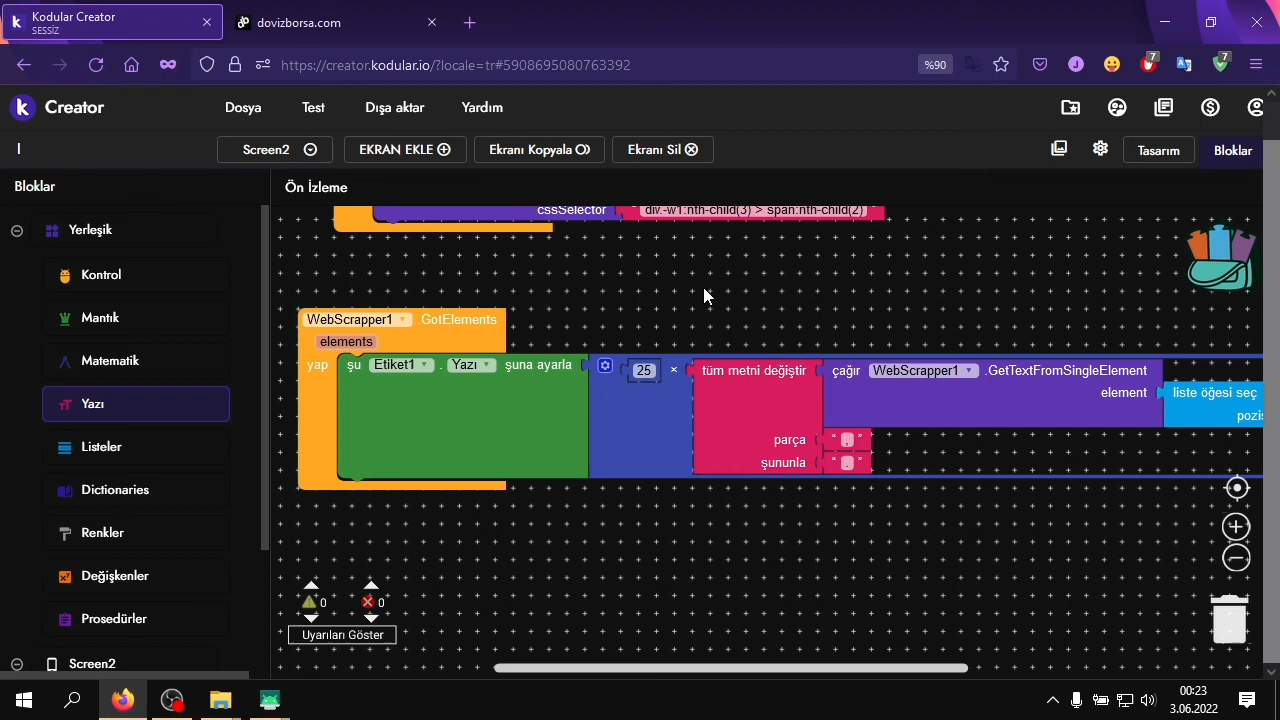 Kodular Creator
SESSİZ
dovizborsa.com
https://creator.kodular.io/?locale=tr#5908695080763392
%90
7
7
Creator
Dosya
Test
Dışa aktar
Yardım
I
Screen2
EKRAN EKLE
Ekranı Kopyala
Ekranı Sil
Tasarım
Bloklar
Bloklar
Ön İzleme
Yerleşik
Kontrol
Mantık
Matematik
Yazı
Listeler
Dictionaries
Renkler
Değişkenler
Prosedürler
Screen2
cssSelector
div.-w1:nth-child(3) > span:nth-child(2)
WebScrapper1 .GotElements
elements
yap
şu Etiket1 . Yazı şuna ayarla
25 ×
tüm metni değiştir
çağır WebScrapper1 .GetTextFromSingleElement
element
liste öğesi seç
parça “ , ”
şununla “ . ”
0
0
Uyarıları Göster
00:23
3.06.2022